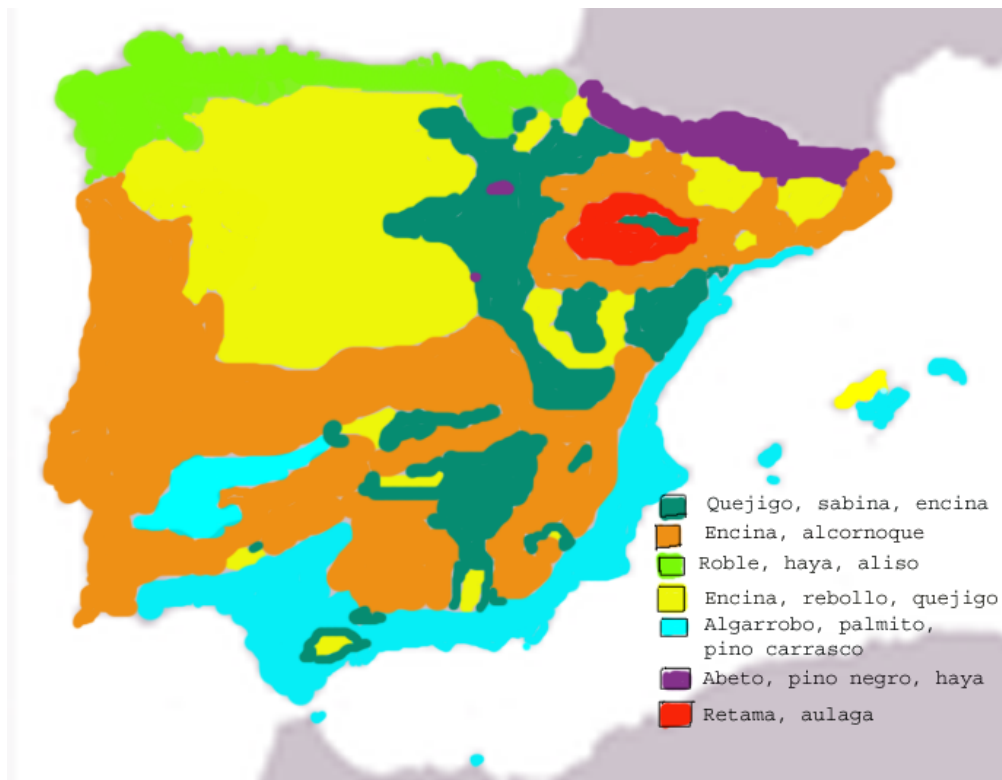 Quejigo, sabina, encina
Encina, alcornoque
Roble, haya, aliso
Encina, rebollo, quejigo
Algarrobo, palmito,
pino carrasco
Abeto, pino negro, haya
Retama, aulaga